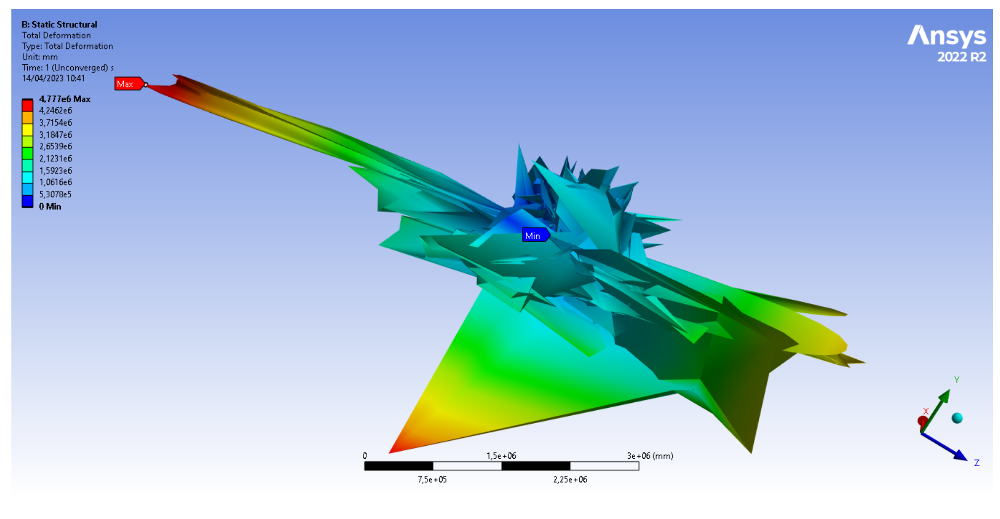 B: Static Structural
Total Deformation
Type: Total Deformation
Unit: mm
Time: 1 (Unconverged) s
14/04/2023 10:41
Ansys
2022 R2
Max
4,777e6 Max
4,2462e6
3,7154e6
3,1847e6
2,6539e6
2,1231e6
1,5923e6
1,0616e6
5,3078e5
0 Min
Min
Y
X
Z
0
1,5e+06
3e+06 (mm)
7,5e+05
2,25e+06